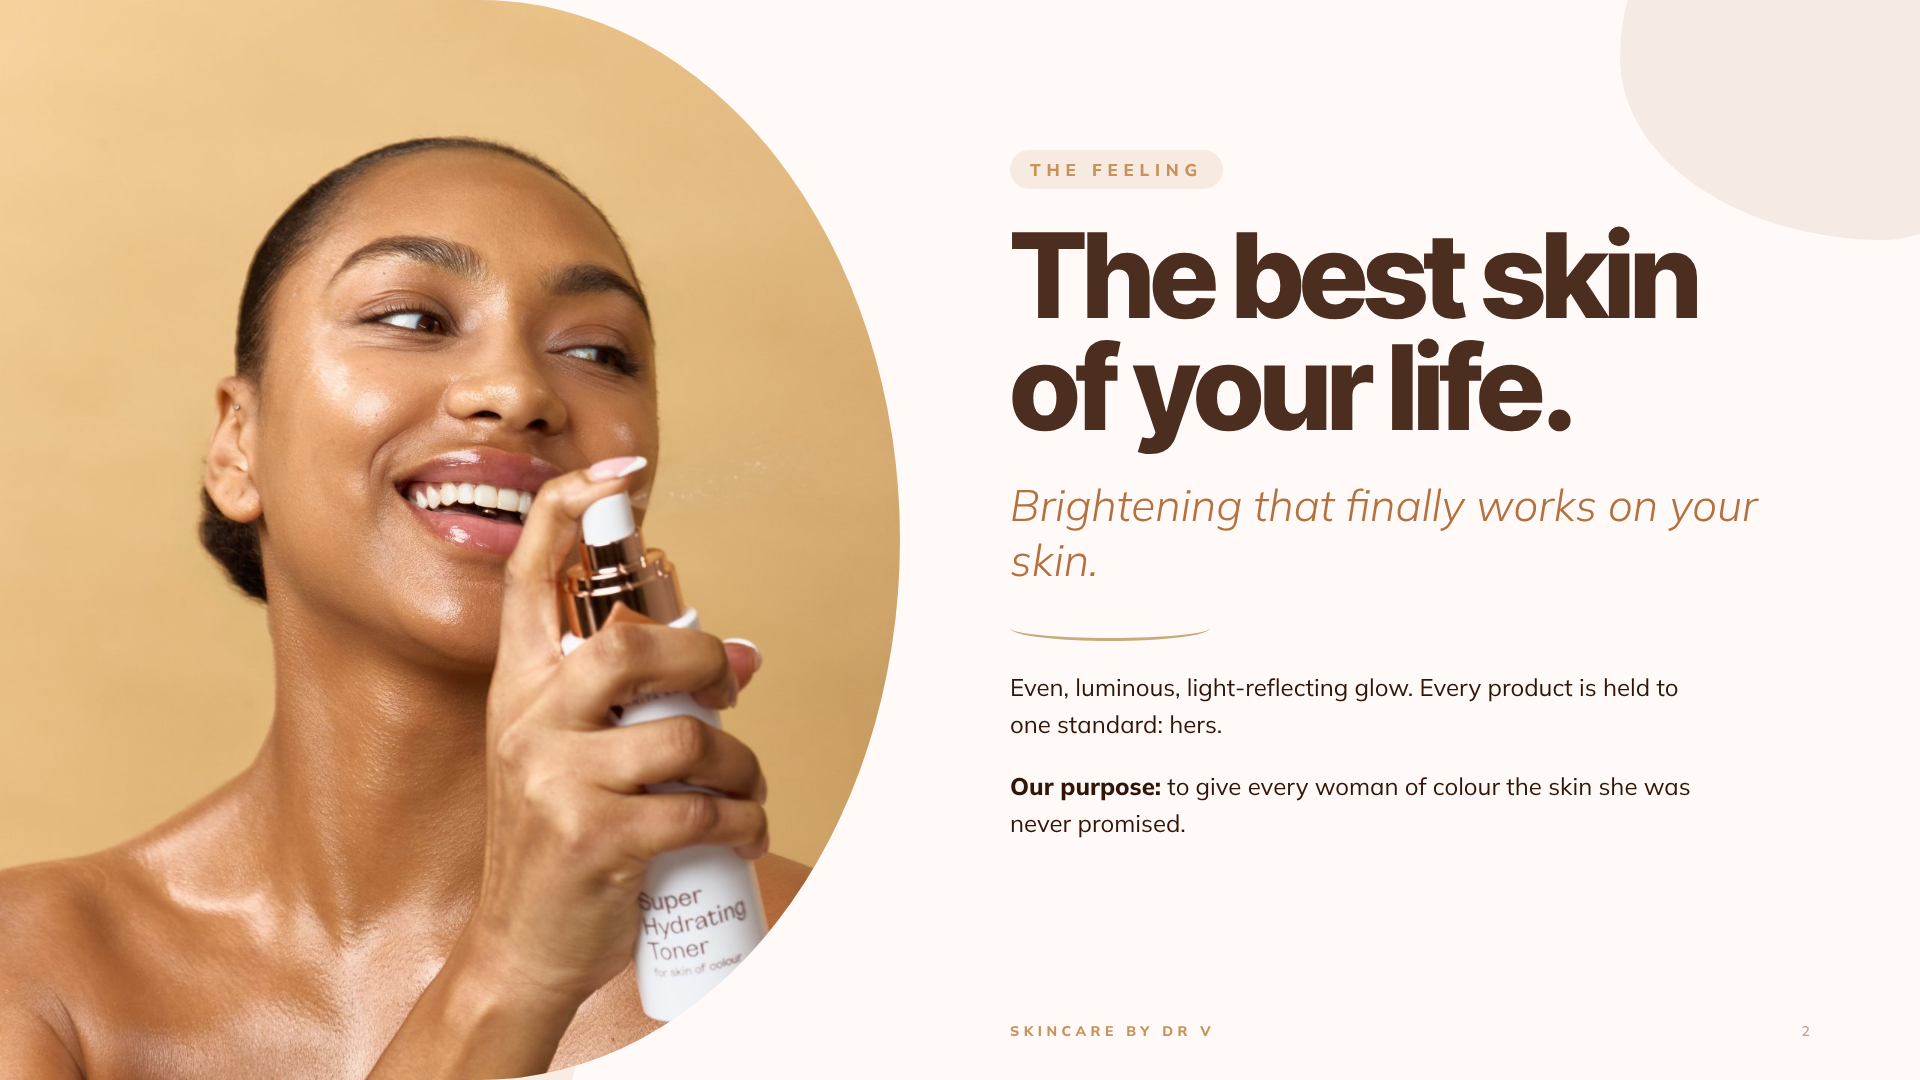 THE FEELING
The best skin
of your life.
Brightening that finally works on your
skin.
Even, luminous, light-reflecting glow. Every product is held to
one standard: hers.
Our purpose: to give every woman of colour the skin she was
never promised.
Super
Hydrating
Toner
for skin of colour
SKINCARE BY DR V
2